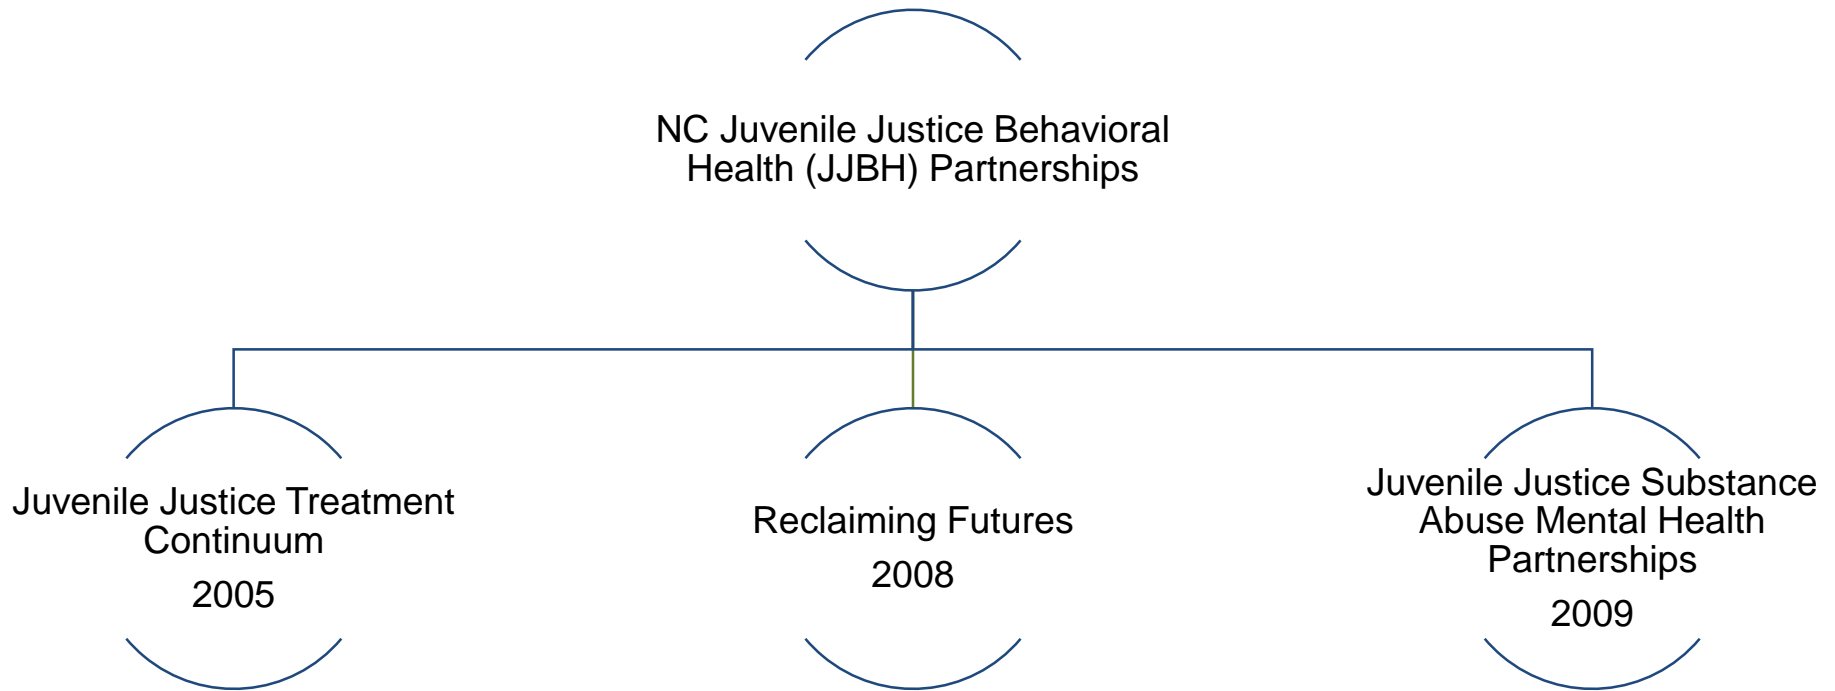 NC Juvenile Justice Behavioral
Health (JJBH) Partnerships
Juvenile Justice Treatment
Continuum
2005
Reclaiming Futures
2008
Juvenile Justice Substance
Abuse Mental Health
Partnerships
2009